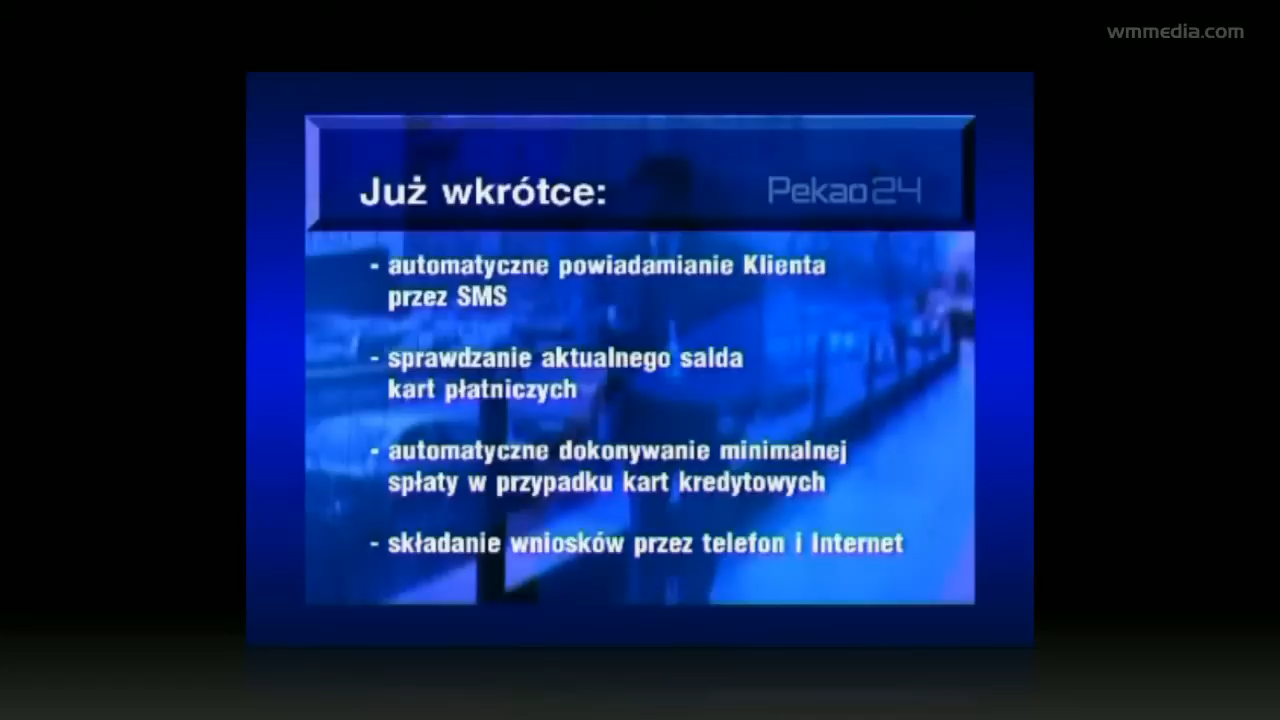 wmmedia.com
Już wkrótce:
Pekao24
- automatyczne powiadamianie Klienta
przez SMS
- sprawdzanie aktualnego salda
kart płatniczych
- automatyczne dokonywanie minimalnej
spłaty w przypadku kart kredytowych
- składanie wniosków przez telefon i Internet